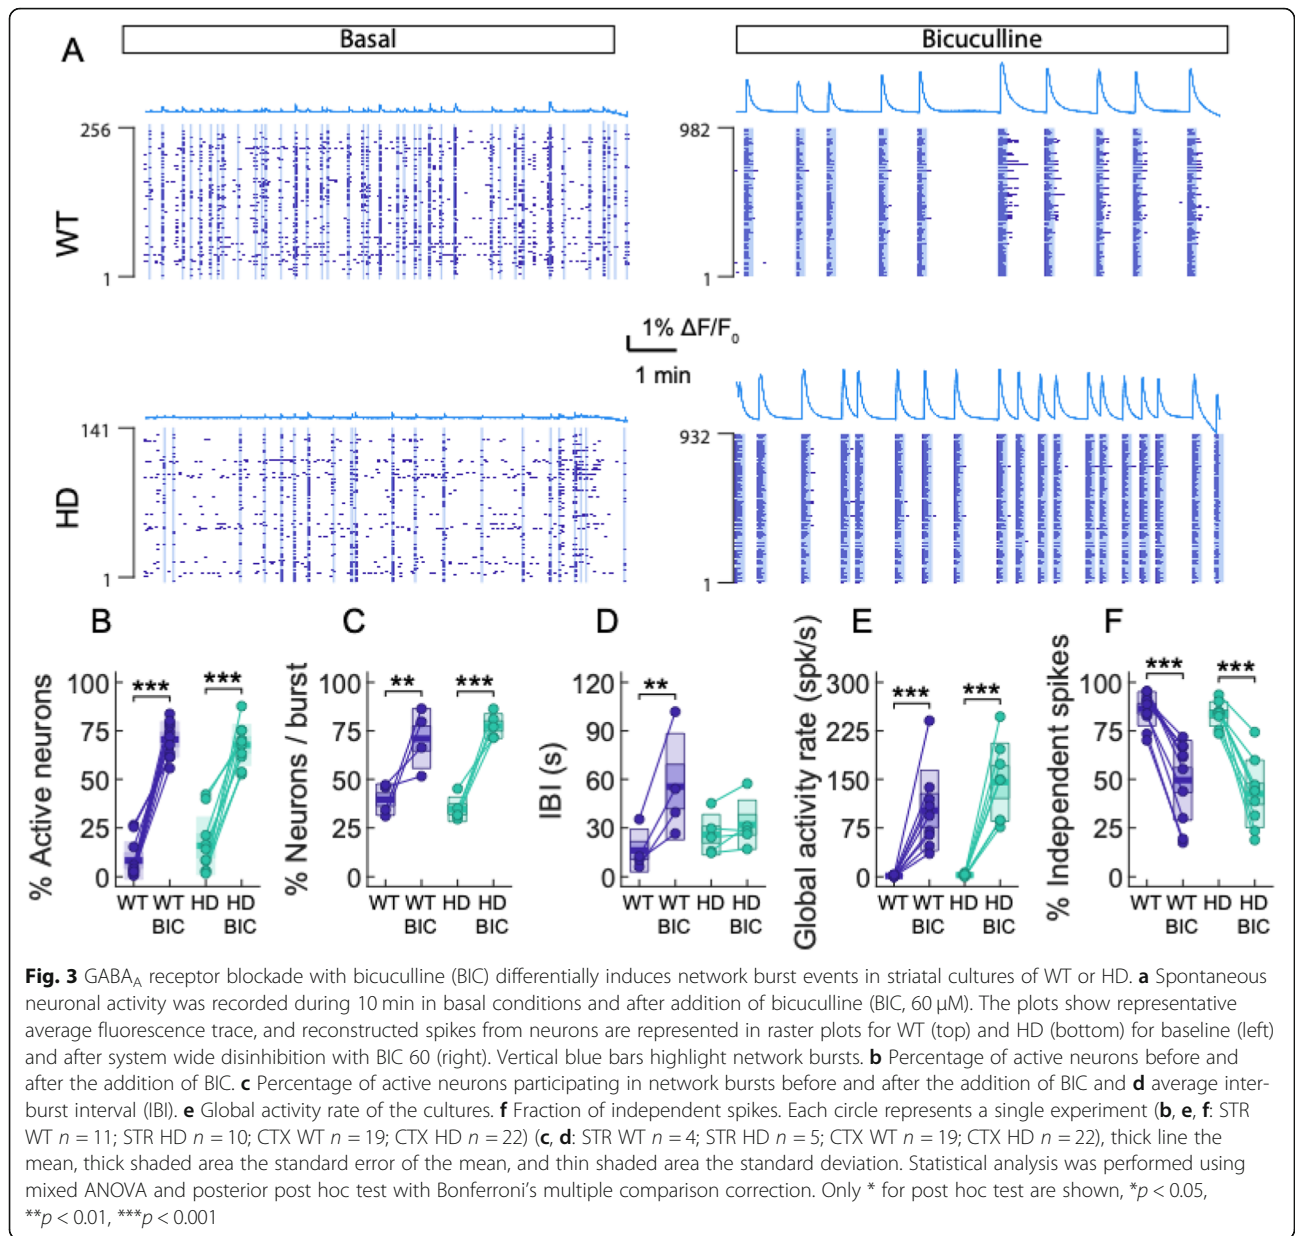 A
Basal
Bicuculline
256
WT
1
982
1
1% ΔF/F0
1 min
141
HD
1
932
1
B
% Active neurons
100
75
50
25
0
***
***
WT WT HD HD
BIC BIC
C
% Neurons / burst
100
75
50
25
0
**
***
WT WT HD HD
BIC BIC
D
IBI (s)
120
90
60
30
0
**
WT WT HD HD
BIC BIC
E
Global activity rate (spk/s)
300
225
150
75
0
***
***
WT WT HD HD
BIC BIC
F
% Independent spikes
100
75
50
25
0
***
***
WT WT HD HD
BIC BIC
Fig. 3 GABAA receptor blockade with bicuculline (BIC) differentially induces network burst events in striatal cultures of WT or HD. a Spontaneous
neuronal activity was recorded during 10 min in basal conditions and after addition of bicuculline (BIC, 60 μM). The plots show representative
average fluorescence trace, and reconstructed spikes from neurons are represented in raster plots for WT (top) and HD (bottom) for baseline (left)
and after system wide disinhibition with BIC 60 (right). Vertical blue bars highlight network bursts. b Percentage of active neurons before and
after the addition of BIC. c Percentage of active neurons participating in network bursts before and after the addition of BIC and d average inter-
burst interval (IBI). e Global activity rate of the cultures. f Fraction of independent spikes. Each circle represents a single experiment (b, e, f: STR
WT n = 11; STR HD n = 10; CTX WT n = 19; CTX HD n = 22) (c, d: STR WT n = 4; STR HD n = 5; CTX WT n = 19; CTX HD n = 22), thick line the
mean, thick shaded area the standard error of the mean, and thin shaded area the standard deviation. Statistical analysis was performed using
mixed ANOVA and posterior post hoc test with Bonferroni's multiple comparison correction. Only * for post hoc test are shown, *p < 0.05,
**p < 0.01, ***p < 0.001